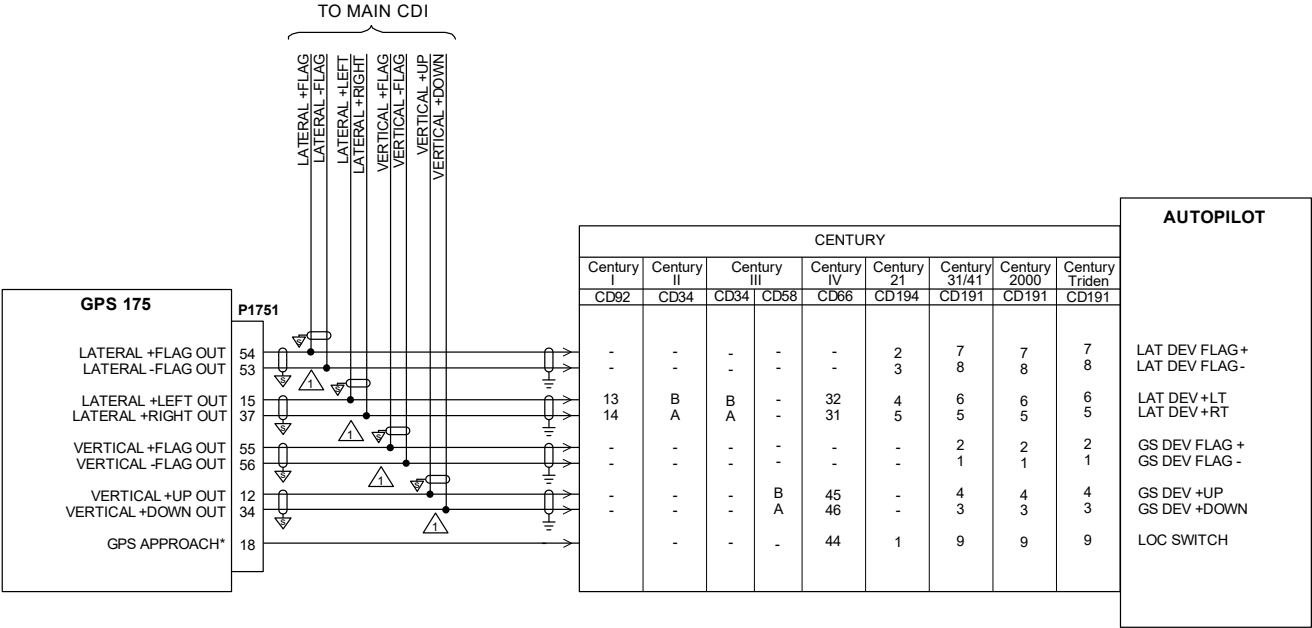 TO MAIN CDI
LATERAL +FLAG
LATERAL -FLAG
LATERAL +LEFT
LATERAL +RIGHT
VERTICAL +FLAG
VERTICAL -FLAG
VERTICAL +UP
VERTICAL +DOWN
AUTOPILOT
CENTURY
Century I Century II Century III Century IV Century 21 Century 31/41 Century 2000 Century Triden
CD92 CD34 CD34 CD58 CD66 CD194 CD191 CD191 CD191
GPS 175 P1751
LATERAL +FLAG OUT 54 - - - - - 2 7 7 7 LAT DEV FLAG+
LATERAL -FLAG OUT 53 - - - - - 3 8 8 8 LAT DEV FLAG-
LATERAL +LEFT OUT 15 13 B B - 32 4 6 6 6 LAT DEV +LT
LATERAL +RIGHT OUT 37 14 A A - 31 5 5 5 5 LAT DEV +RT
VERTICAL +FLAG OUT 55 - - - - - - 2 2 2 GS DEV FLAG +
VERTICAL -FLAG OUT 56 - - - - - - 1 1 1 GS DEV FLAG -
VERTICAL +UP OUT 12 - - - B 45 - 4 4 4 GS DEV +UP
VERTICAL +DOWN OUT 34 - - - A 46 - 3 3 3 GS DEV +DOWN
GPS APPROACH* 18 - - - 44 1 9 9 9 LOC SWITCH
S
S
S
S
S
S
S
S
1
1
1
1